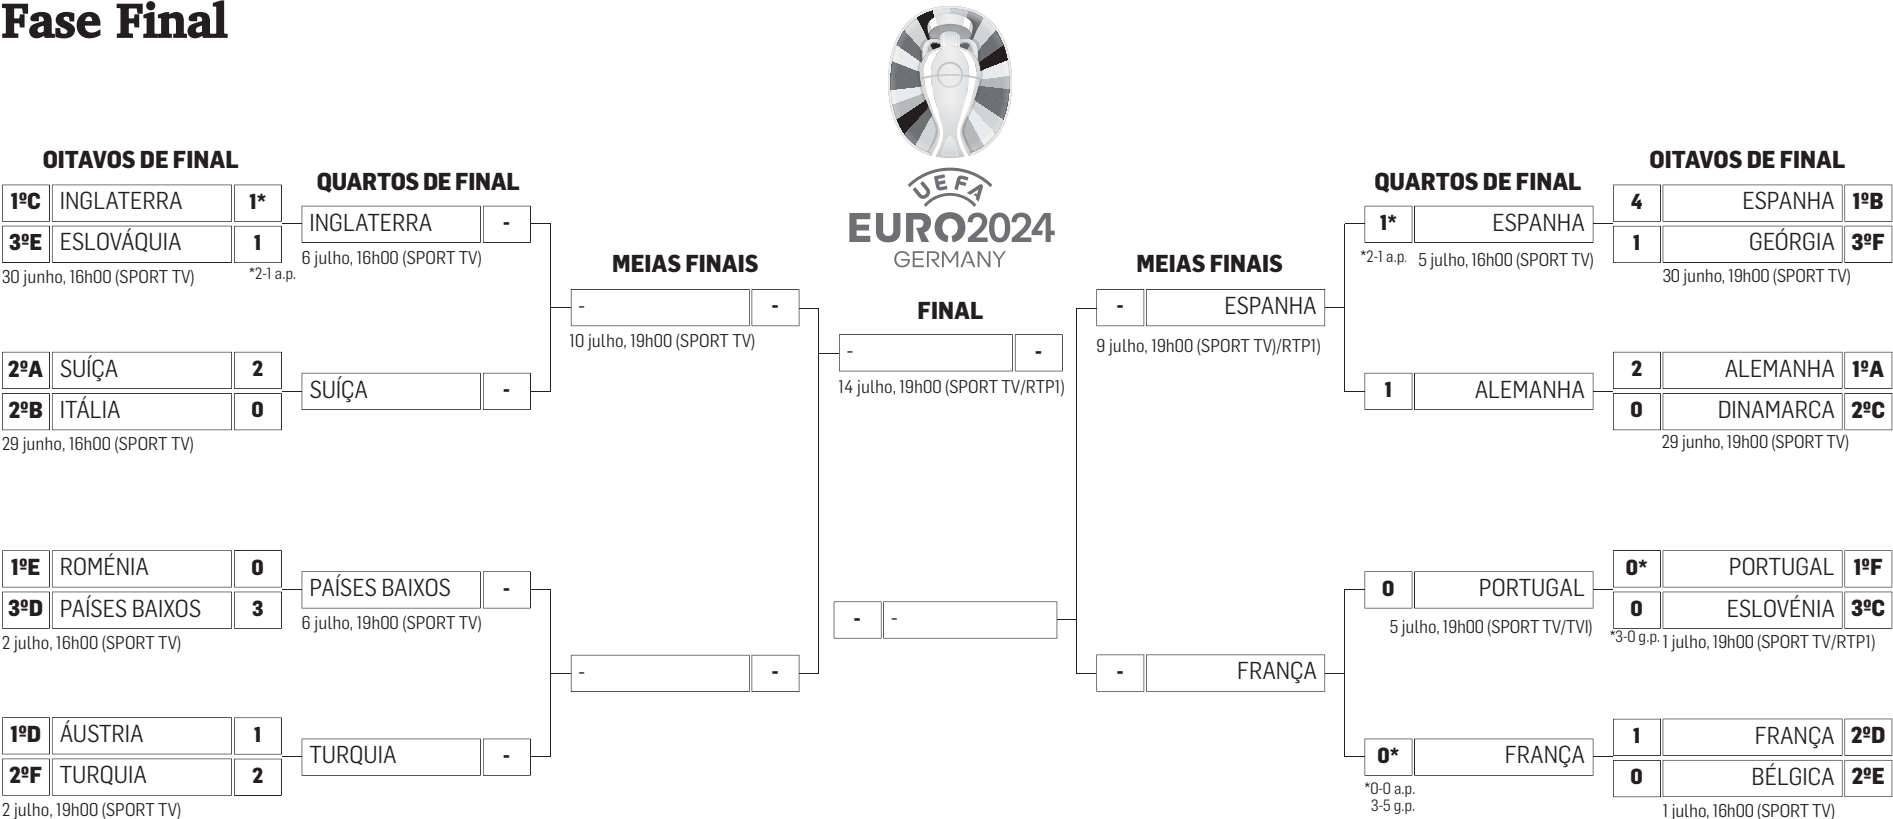 Fase Final
UEFA
EURO2024
GERMANY
OITAVOS DE FINAL
1ºC INGLATERRA 1*
3ºE ESLOVÁQUIA 1
30 junho, 16h00 (SPORT TV) *2-1 a.p.
2ºA SUÍÇA 2
2ºB ITÁLIA 0
29 junho, 16h00 (SPORT TV)
1ºE ROMÉNIA 0
3ºD PAÍSES BAIXOS 3
2 julho, 16h00 (SPORT TV)
1ºD ÁUSTRIA 1
2ºF TURQUIA 2
2 julho, 19h00 (SPORT TV)
QUARTOS DE FINAL
INGLATERRA -
6 julho, 16h00 (SPORT TV)
SUÍÇA -
PAÍSES BAIXOS -
6 julho, 19h00 (SPORT TV)
TURQUIA -
MEIAS FINAIS
- -
10 julho, 19h00 (SPORT TV)
- -
FINAL
- -
14 julho, 19h00 (SPORT TV/RTP1)
- -
MEIAS FINAIS
- ESPANHA
9 julho, 19h00 (SPORT TV)/RTP1)
- FRANÇA
QUARTOS DE FINAL
1* ESPANHA
*2-1 a.p. 5 julho, 16h00 (SPORT TV)
1 ALEMANHA
0 PORTUGAL
5 julho, 19h00 (SPORT TV/TVI)
0* FRANÇA
*0-0 a.p.
3-5 g.p.
OITAVOS DE FINAL
4 ESPANHA 1ºB
1 GEÓRGIA 3ºF
30 junho, 19h00 (SPORT TV)
2 ALEMANHA 1ºA
0 DINAMARCA 2ºC
29 junho, 19h00 (SPORT TV)
0* PORTUGAL 1ºF
0 ESLOVÉNIA 3ºC
*3-0 g.p. 1 julho, 19h00 (SPORT TV/RTP1)
1 FRANÇA 2ºD
0 BÉLGICA 2ºE
1 julho, 16h00 (SPORT TV)